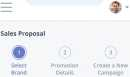 Sales Proposal
1 2 3
Select Promotion Create a New
Brand Details Campaign